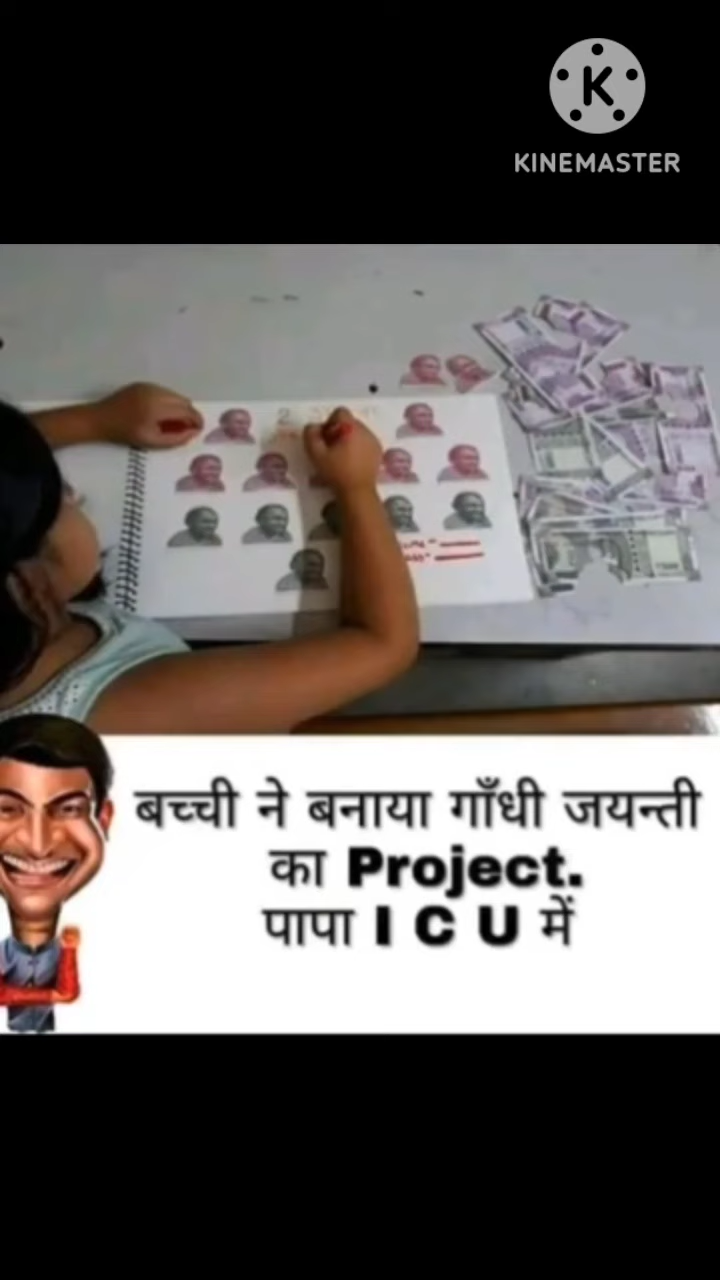 KINEMASTER
बच्ची ने बनाया गाँधी जयन्ती
का Project.
पापा I C U में